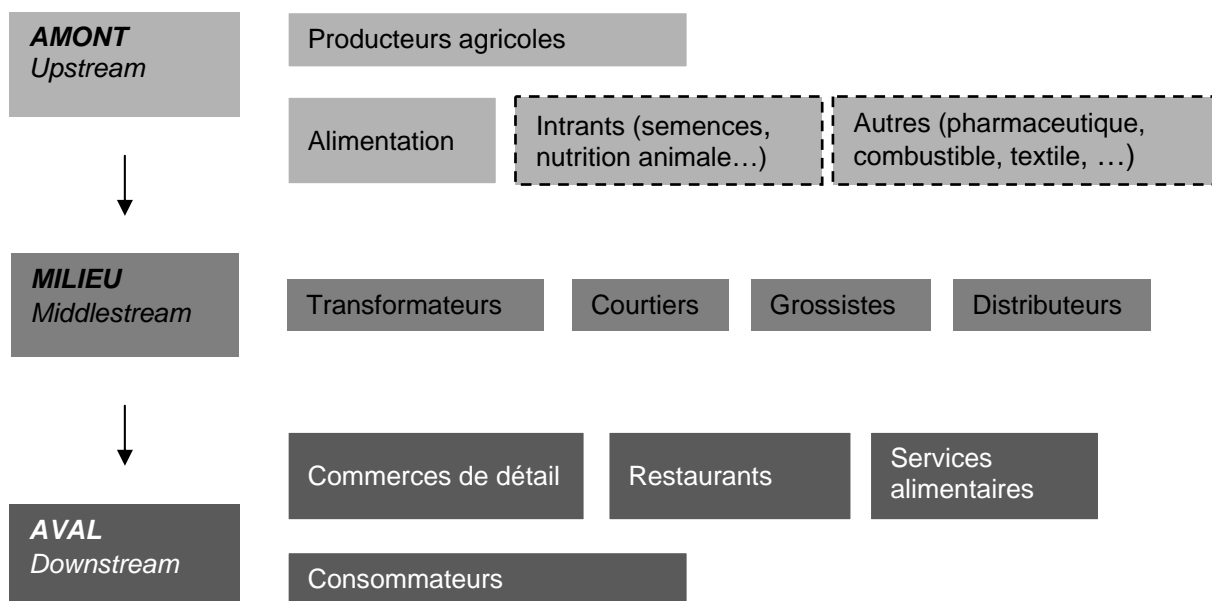 AMONT
Upstream
Producteurs agricoles
Alimentation
Intrants (semences,
nutrition animale…)
Autres (pharmaceutique,
combustible, textile, …)
MILIEU
Middlestream
Transformateurs
Courtiers
Grossistes
Distributeurs
Commerces de détail
Restaurants
Services
alimentaires
AVAL
Downstream
Consommateurs